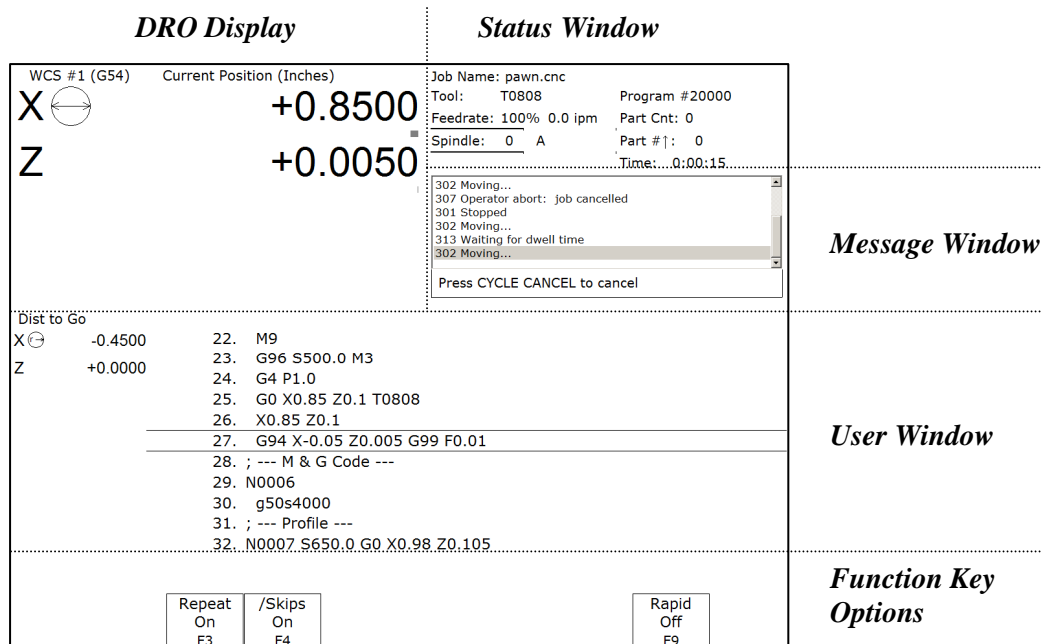 DRO Display
Status Window
WCS #1 (G54) Current Position (Inches)
X +0.8500
Z +0.0050
Job Name: pawn.cnc
Tool: T0808 Program #20000
Feedrate: 100% 0.0 ipm Part Cnt: 0
Spindle: 0 A Part #↑: 0
Time: 0:00:15
302 Moving...
307 Operator abort: job cancelled
301 Stopped
302 Moving...
313 Waiting for dwell time
302 Moving...
Press CYCLE CANCEL to cancel
Message Window
Dist to Go
X r -0.4500
Z +0.0000
22. M9
23. G96 S500.0 M3
24. G4 P1.0
25. G0 X0.85 Z0.1 T0808
26. X0.85 Z0.1
27. G94 X-0.05 Z0.005 G99 F0.01
28. ; --- M & G Code ---
29. N0006
30. g50s4000
31. ; --- Profile ---
32. N0007 S650.0 G0 X0.98 Z0.105
User Window
Repeat
On
F3
/Skips
On
F4
Rapid
Off
F9
Function Key
Options